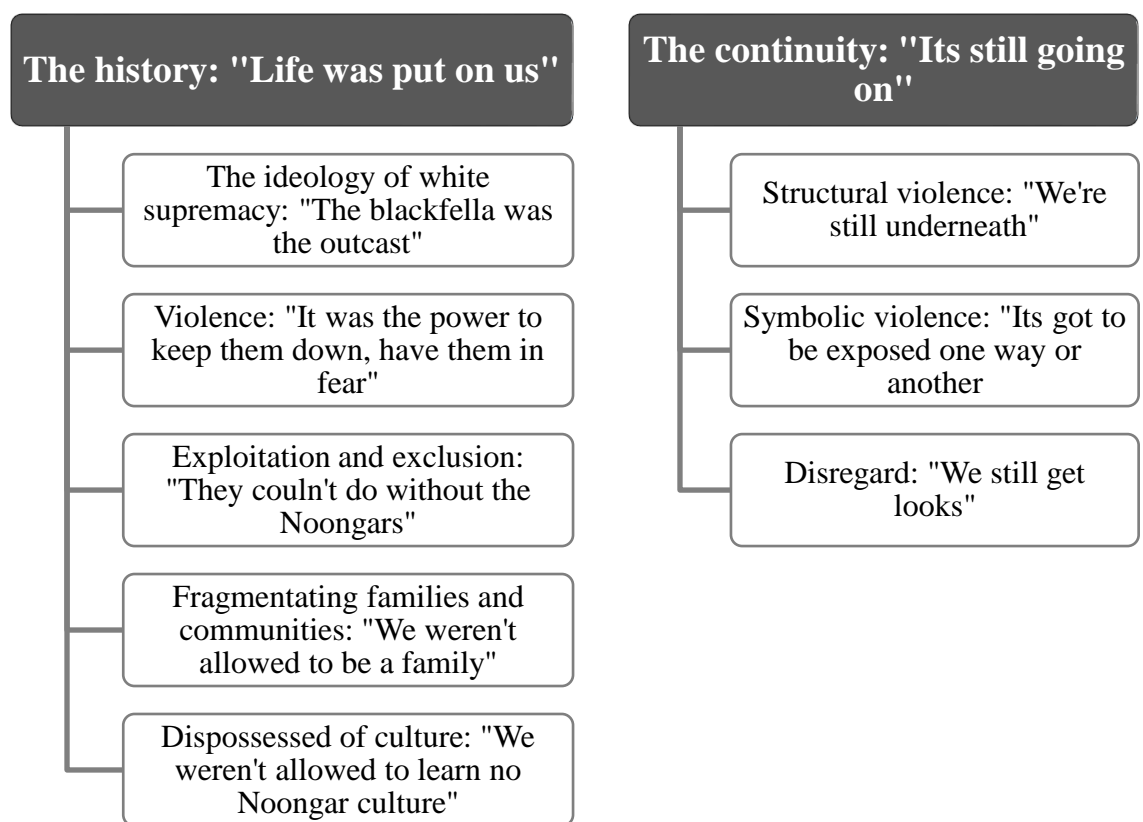 The history: "Life was put on us"
The ideology of white
supremacy: "The blackfella was
the outcast"
Violence: "It was the power to
keep them down, have them in
fear"
Exploitation and exclusion:
"They couln't do without the
Noongars"
Fragmentating families and
communities: "We weren't
allowed to be a family"
Dispossessed of culture: "We
weren't allowed to learn no
Noongar culture"
The continuity: "Its still going
on"
Structural violence: "We're
still underneath"
Symbolic violence: "Its got to
be exposed one way or
another
Disregard: "We still get
looks"